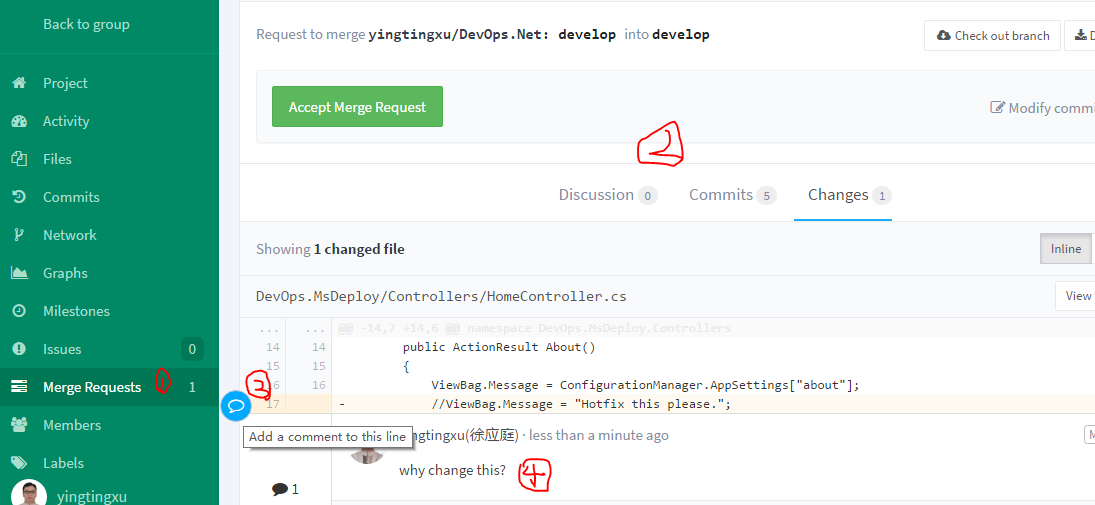 Back to group
Project
Activity
Files
Commits
Network
Graphs
Milestones
Issues 0
Merge Requests 1 1
Members
Labels
yingtingxu
Request to merge yingtingxu/DevOps.Net: develop into develop
Check out branch
Accept Merge Request
Modify commi
2
Discussion 0 Commits 5 Changes 1
Showing 1 changed file
Inline
DevOps.MsDeploy/Controllers/HomeController.cs
View
... ... @@ -14,7 +14,6 @@ namespace DevOps.MsDeploy.Controllers
14 14 public ActionResult About()
15 15 {
16 16 ViewBag.Message = ConfigurationManager.AppSettings["about"];
3
17 - //ViewBag.Message = "Hotfix this please.";
Add a comment to this line
ngtingxu(徐应庭) · less than a minute ago
why change this? 4
1